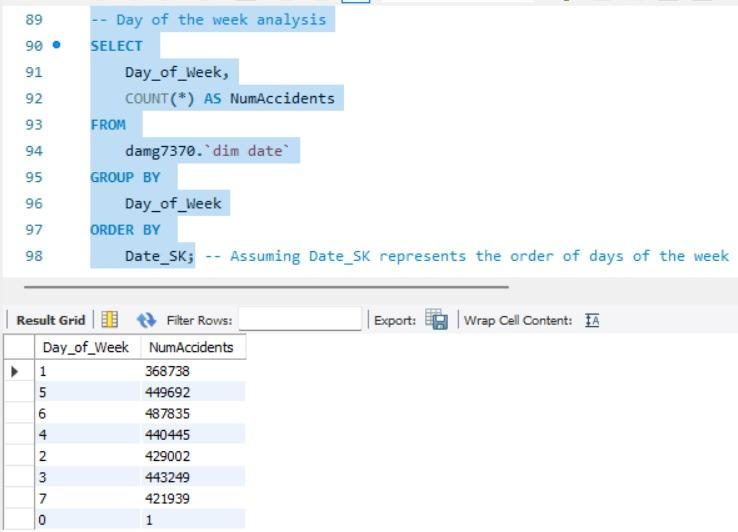 89 -- Day of the week analysis
90 SELECT
91 Day_of_Week,
92 COUNT(*) AS NumAccidents
93 FROM
94 damg7370.`dim date`
95 GROUP BY
96 Day_of_Week
97 ORDER BY
98 Date_SK; -- Assuming Date_SK represents the order of days of the week
Result Grid Filter Rows: Export: Wrap Cell Content: IA
Day_of_Week NumAccidents
1 368738
5 449692
6 487835
4 440445
2 429002
3 443249
7 421939
0 1